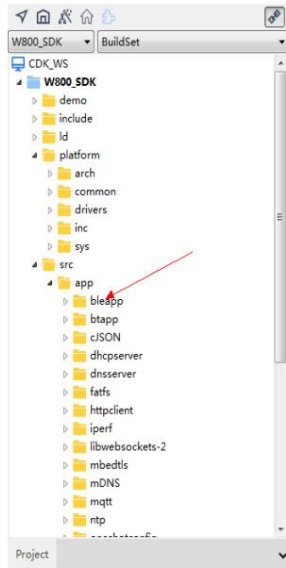 W800_SDK BuildSet
CDK_WS
W800_SDK
demo
include
ld
platform
arch
common
drivers
inc
sys
src
app
bleapp
btapp
cJSON
dhcpserver
dnsserver
fatfs
httpclient
iperf
libwebsockets-2
mbedtls
mDNS
mqtt
ntp
Project